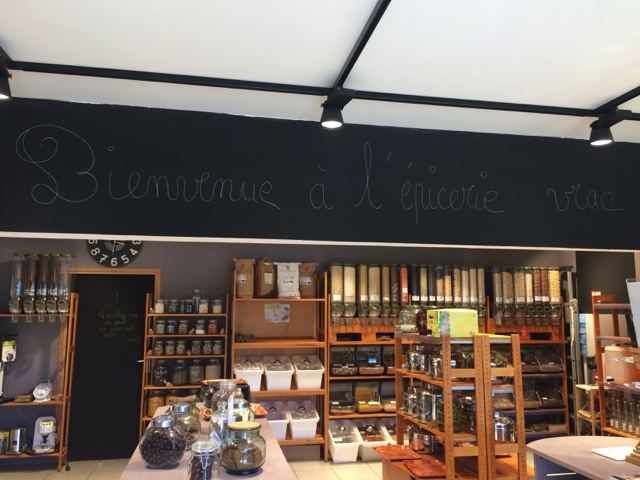 Bienvenue à l'épicerie vrac